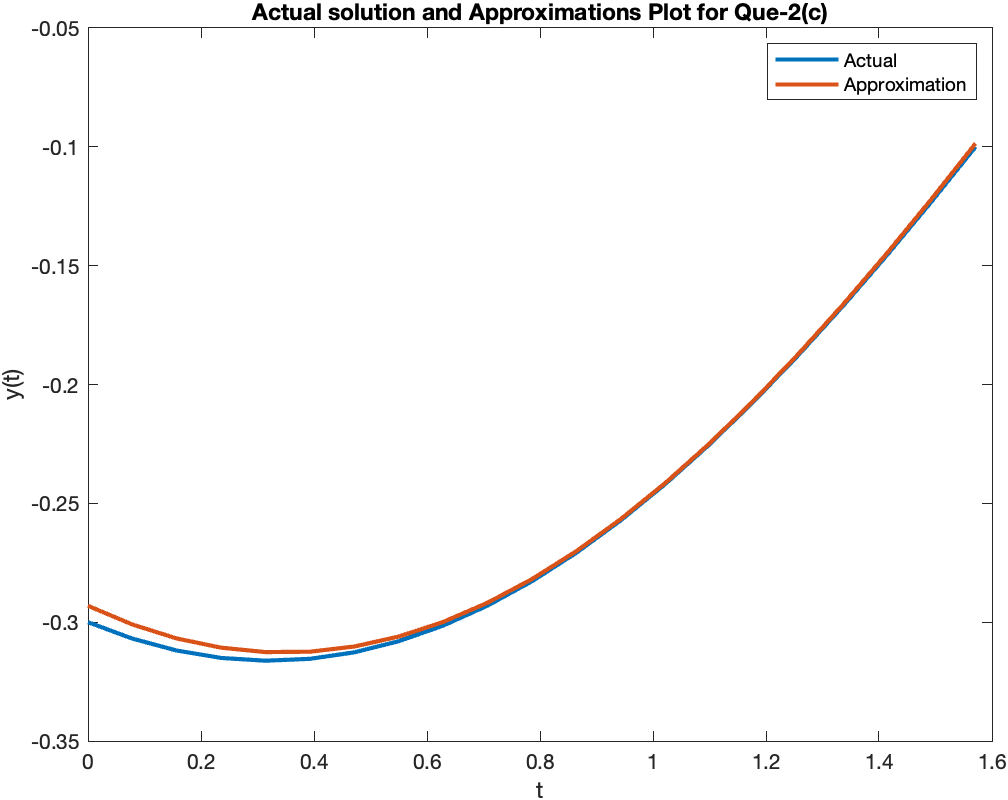 Actual solution and Approximations Plot for Que-2(c)
Actual
Approximation
y(t)
-0.05
-0.1
-0.15
-0.2
-0.25
-0.3
-0.35
0 0.2 0.4 0.6 0.8 1 1.2 1.4 1.6
t